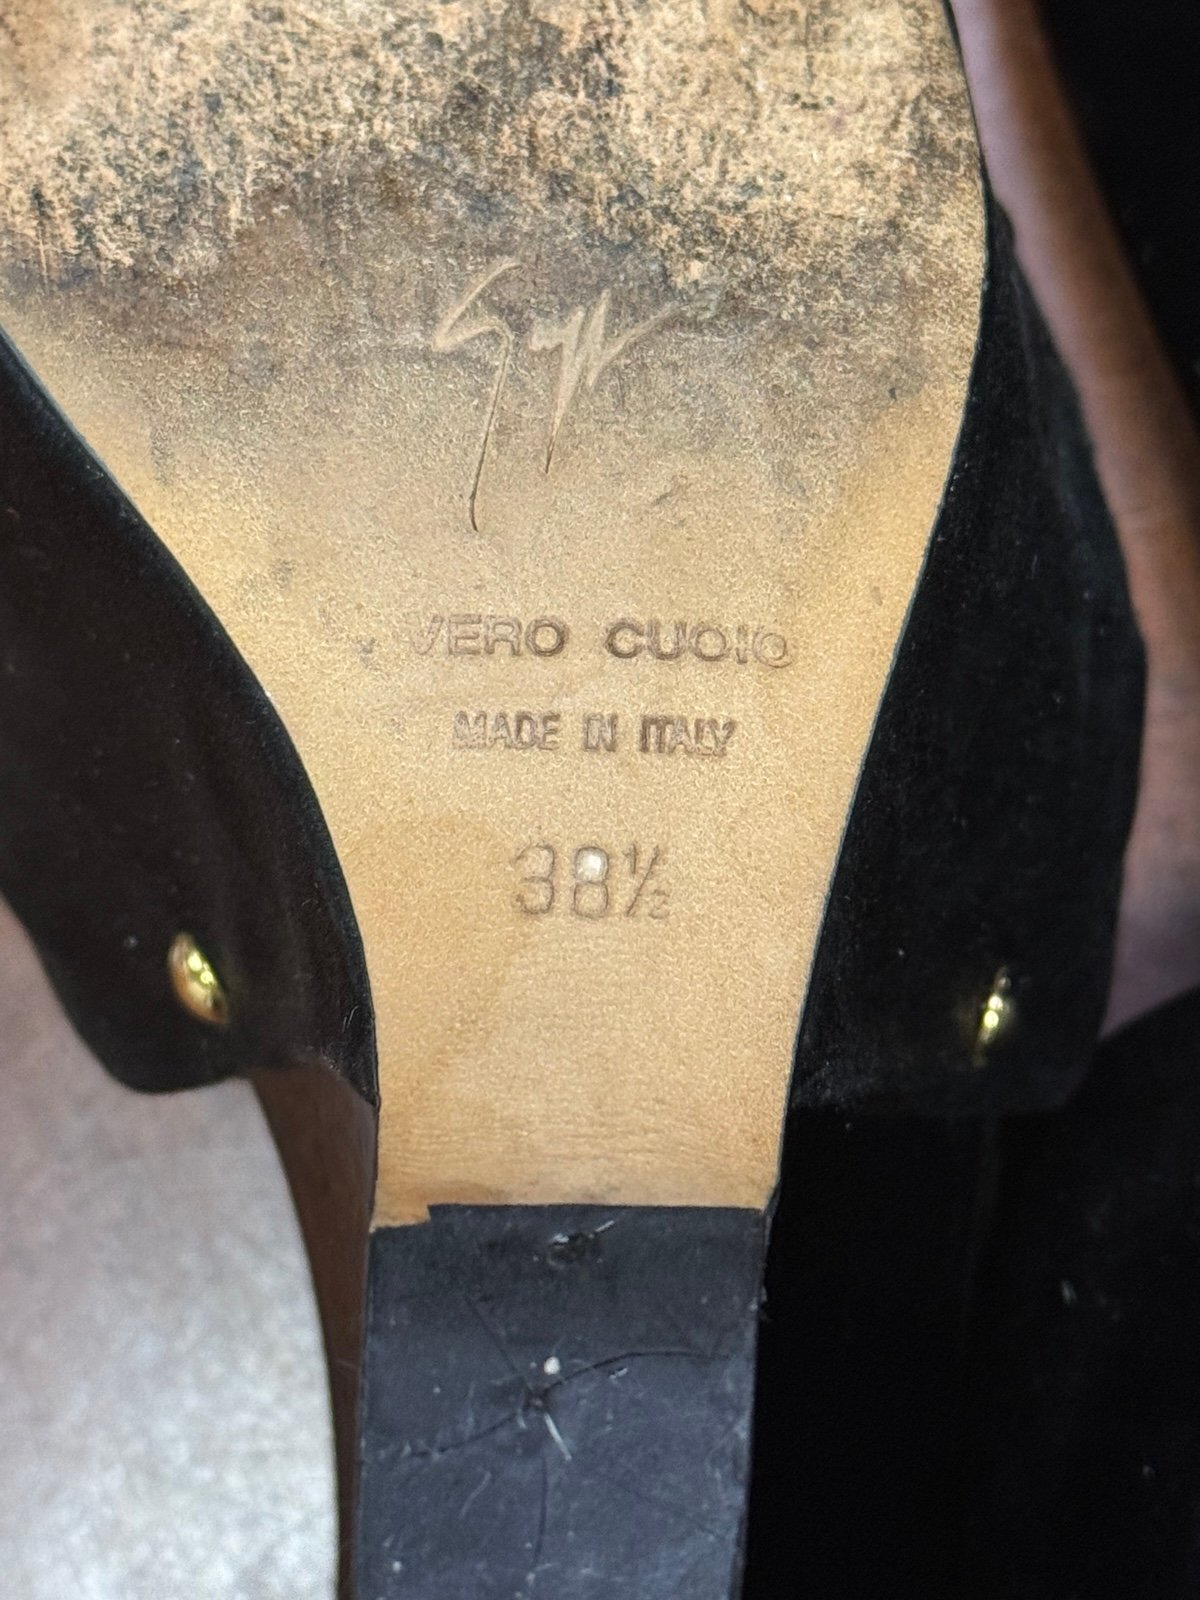 VERO CUOIO
MADE IN ITALY
38½